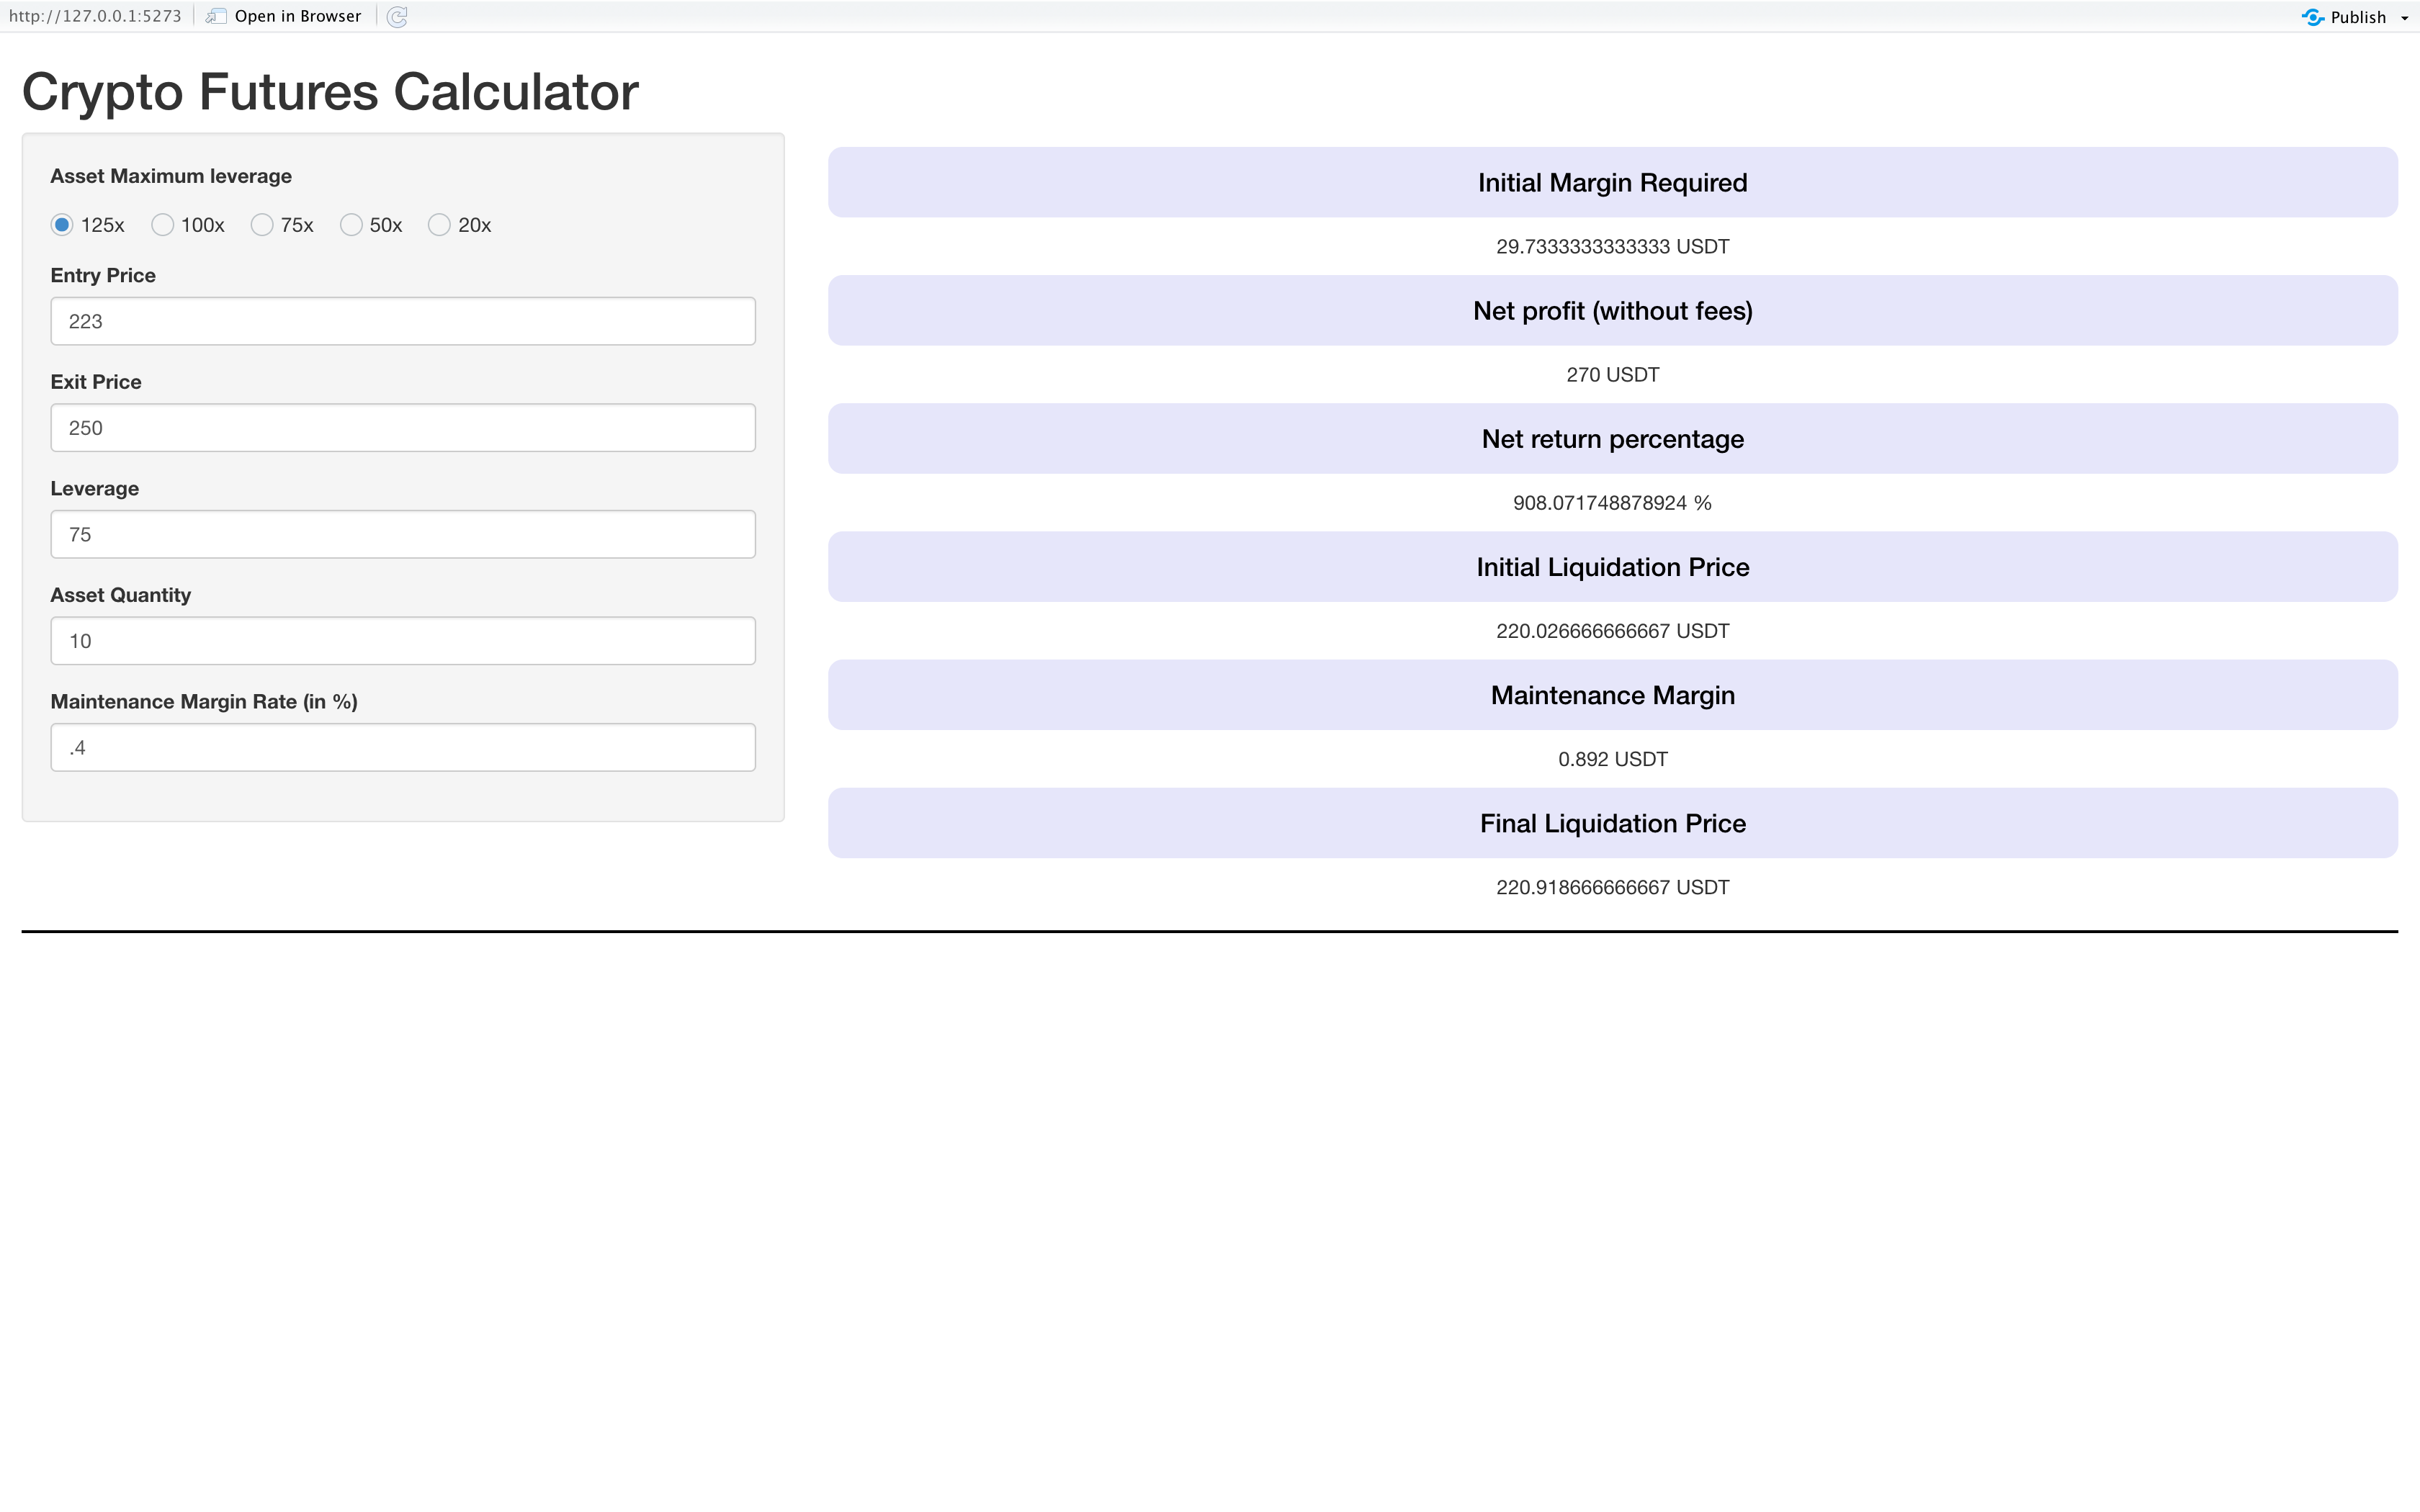 http://127.0.0.1:5273 Open in Browser Publish
Crypto Futures Calculator
Asset Maximum leverage
125x 100x 75x 50x 20x
Entry Price
223
Exit Price
250
Leverage
75
Asset Quantity
10
Maintenance Margin Rate (in %)
.4
Initial Margin Required
29.7333333333333 USDT
Net profit (without fees)
270 USDT
Net return percentage
908.071748878924 %
Initial Liquidation Price
220.026666666667 USDT
Maintenance Margin
0.892 USDT
Final Liquidation Price
220.918666666667 USDT